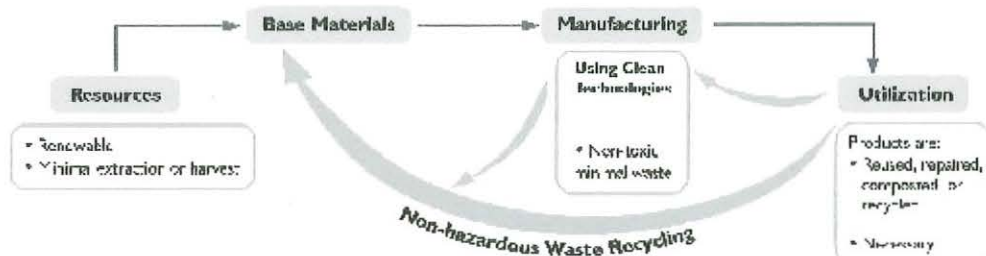 Base Materials
Manufacturing
Resources
Utilization
• Renewable
• Minimal extraction or harvest
Using Clean
Technologies
• Non-toxic
minimal waste
Products are:
• Reused, repaired,
composted or
recycled
• Necessary
Non-hazardous Waste Recycling